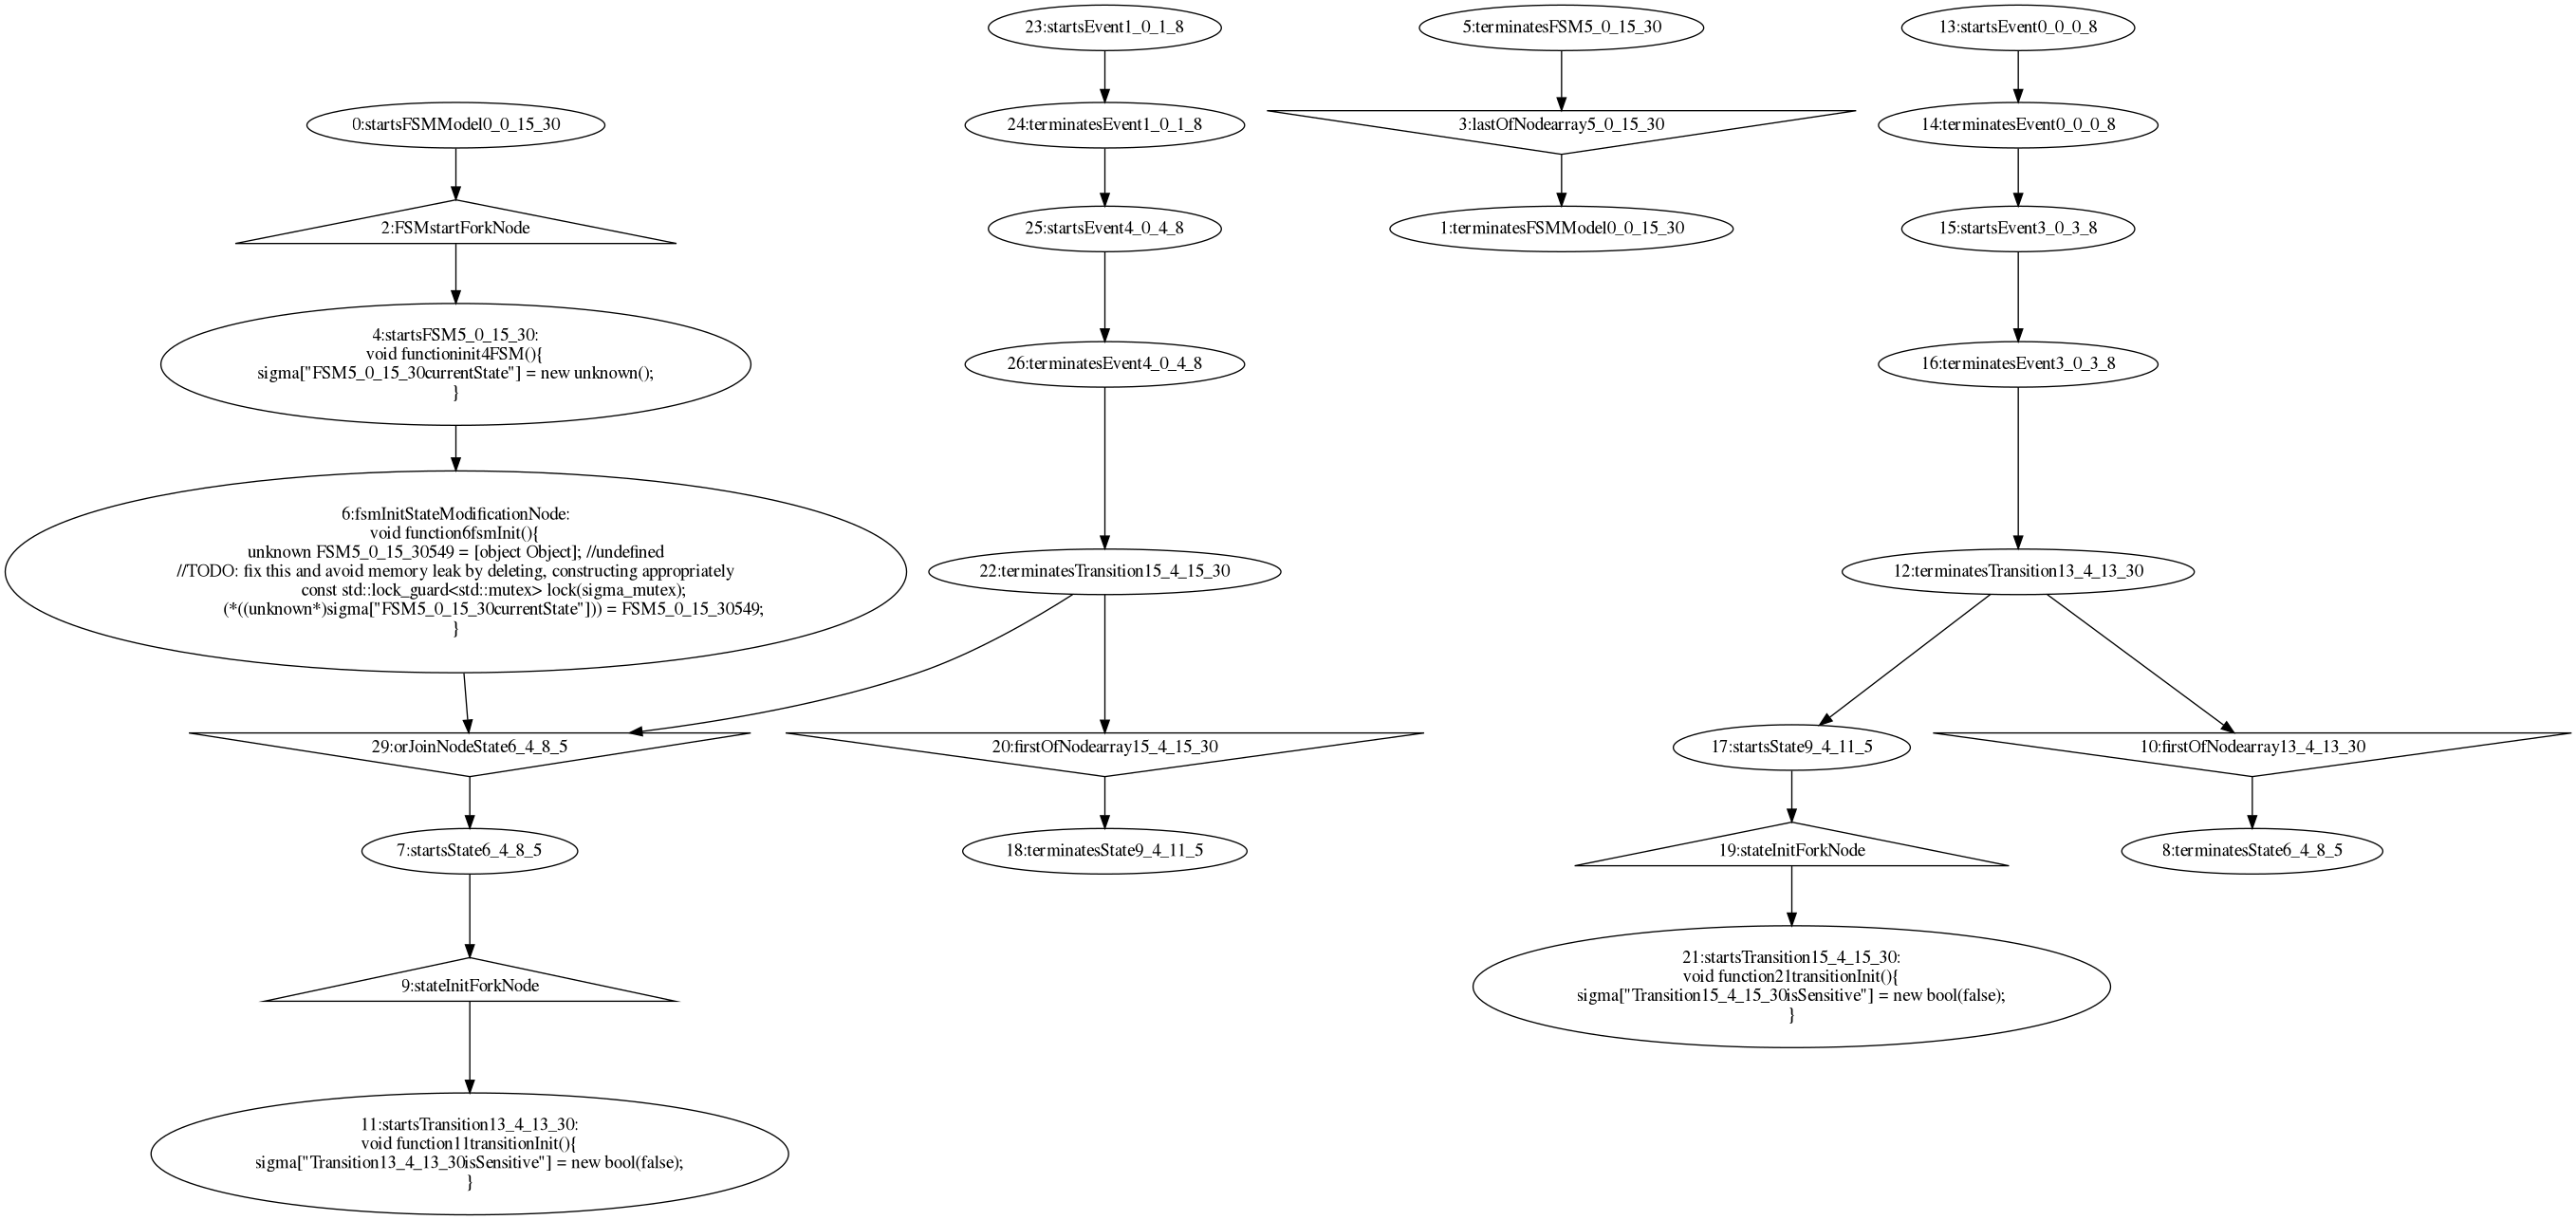 23:startsEvent1_0_1_8
5:terminatesFSM5_0_15_30
13:startsEvent0_0_0_8
0:startsFSMModel0_0_15_30
24:terminatesEvent1_0_1_8
3:lastOfNodearray5_0_15_30
14:terminatesEvent0_0_0_8
2:FSMstartForkNode
25:startsEvent4_0_4_8
1:terminatesFSMModel0_0_15_30
15:startsEvent3_0_3_8
4:startsFSM5_0_15_30:
void functioninit4FSM(){
sigma["FSM5_0_15_30currentState"] = new unknown();
}
26:terminatesEvent4_0_4_8
16:terminatesEvent3_0_3_8
6:fsmInitStateModificationNode:
void function6fsmInit(){
unknown FSM5_0_15_30549 = [object Object]; //undefined
//TODO: fix this and avoid memory leak by deleting, constructing appropriately
const std::lock_guard<std::mutex> lock(sigma_mutex);
(*((unknown*)sigma["FSM5_0_15_30currentState"])) = FSM5_0_15_30549;
}
22:terminatesTransition15_4_15_30
12:terminatesTransition13_4_13_30
29:orJoinNodeState6_4_8_5
20:firstOfNodearray15_4_15_30
17:startsState9_4_11_5
10:firstOfNodearray13_4_13_30
7:startsState6_4_8_5
18:terminatesState9_4_11_5
19:stateInitForkNode
8:terminatesState6_4_8_5
9:stateInitForkNode
21:startsTransition15_4_15_30:
void function21transitionInit(){
sigma["Transition15_4_15_30isSensitive"] = new bool(false);
}
11:startsTransition13_4_13_30:
void function11transitionInit(){
sigma["Transition13_4_13_30isSensitive"] = new bool(false);
}